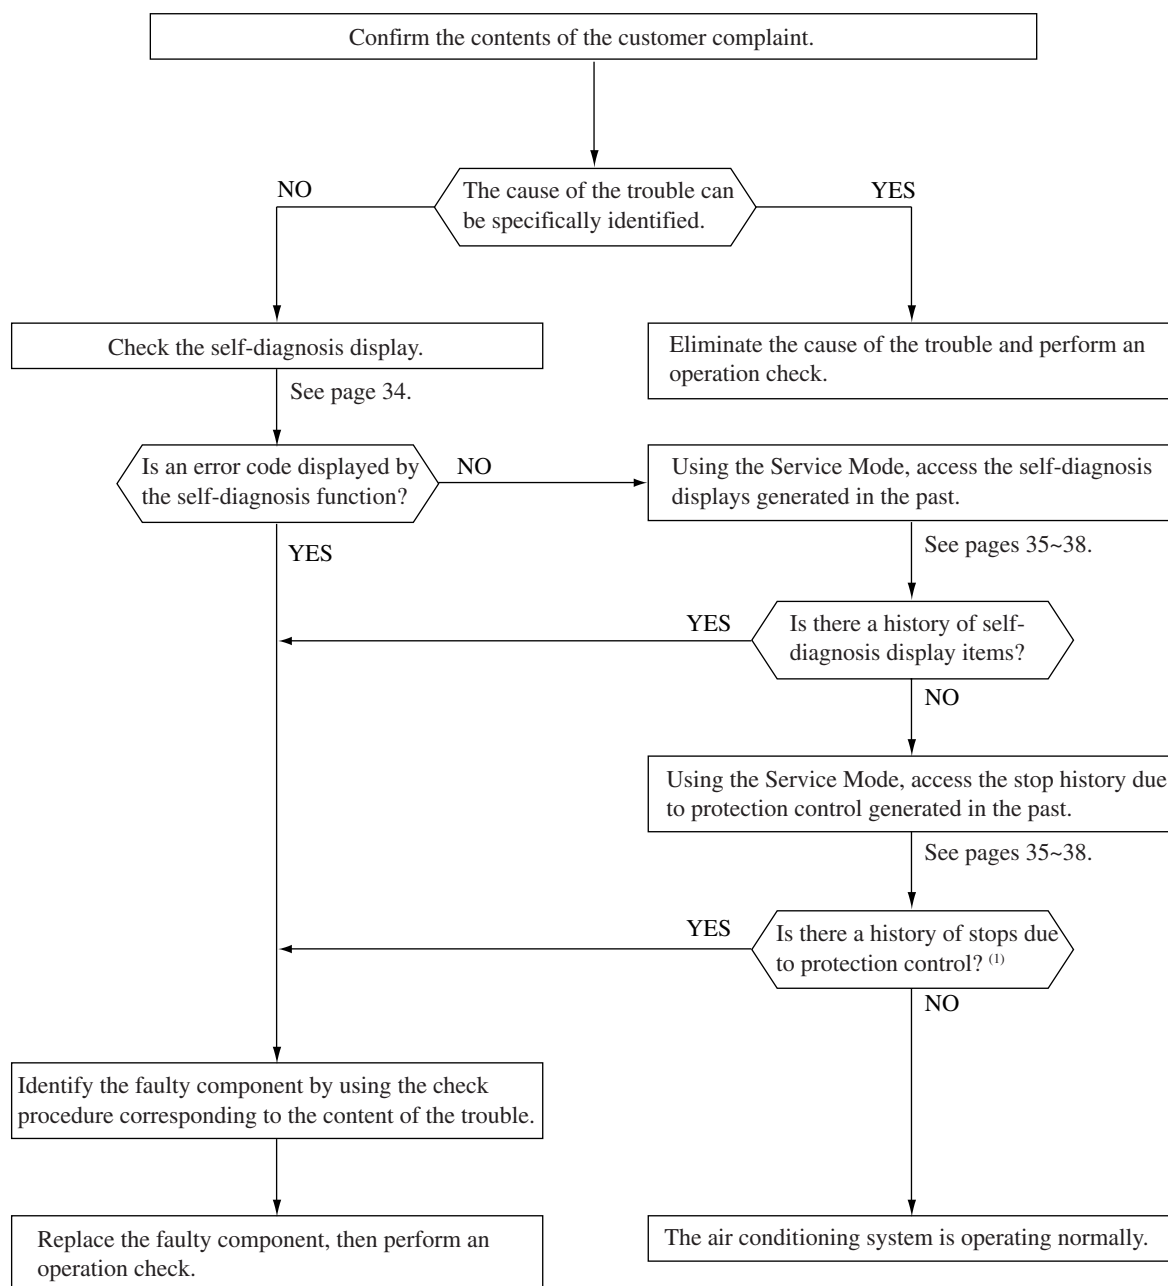 Confirm the contents of the customer complaint.
NO
The cause of the trouble can
be specifically identified.
YES
Check the self-diagnosis display.
Eliminate the cause of the trouble and perform an
operation check.
See page 34.
Is an error code displayed by
the self-diagnosis function?
NO
Using the Service Mode, access the self-diagnosis
displays generated in the past.
YES
See pages 35~38.
YES
Is there a history of self-
diagnosis display items?
NO
Using the Service Mode, access the stop history due
to protection control generated in the past.
See pages 35~38.
YES
Is there a history of stops due
to protection control? (1)
NO
Identify the faulty component by using the check
procedure corresponding to the content of the trouble.
Replace the faulty component, then perform an
operation check.
The air conditioning system is operating normally.